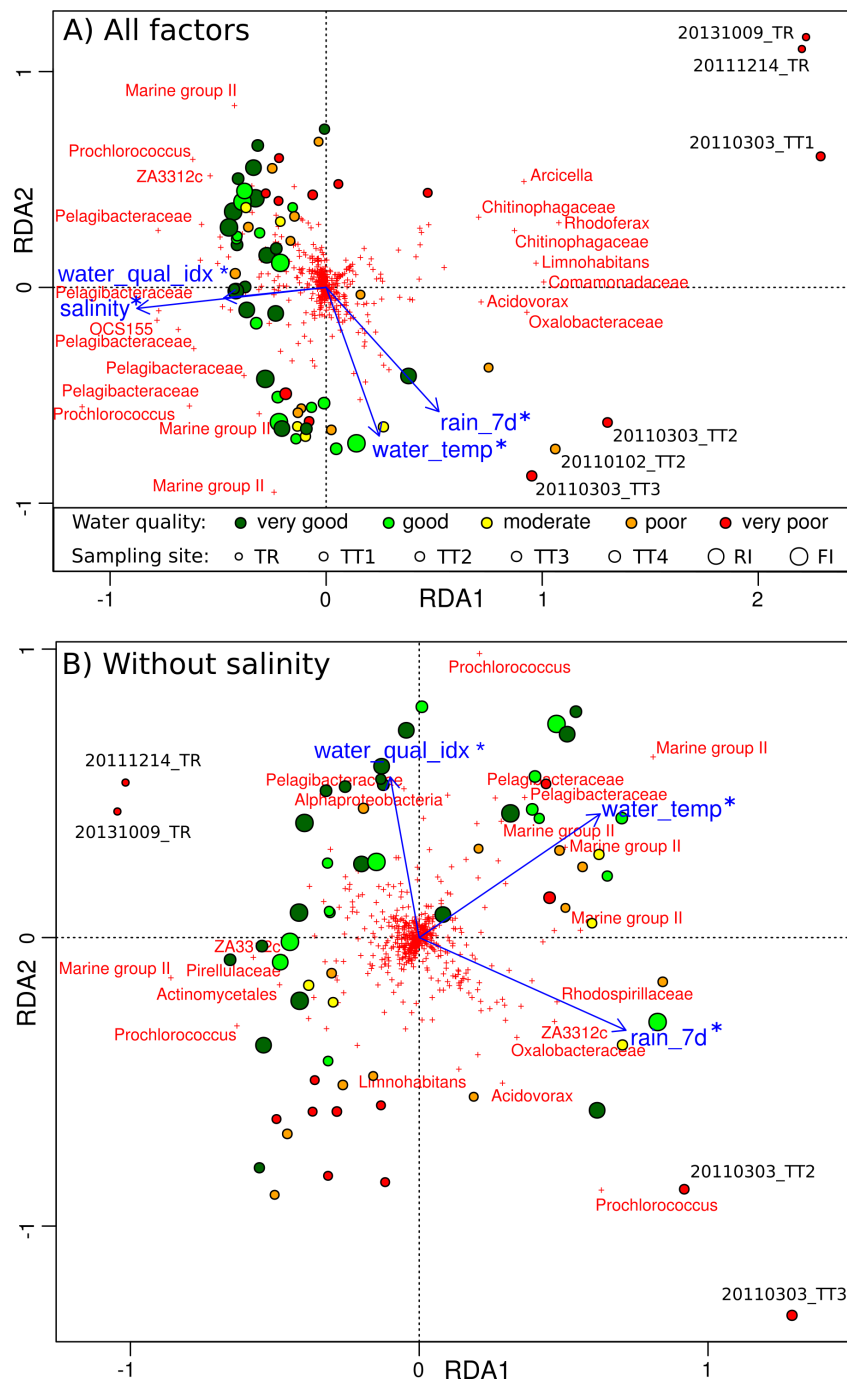 A) All factors
20131009_TR
20111214_TR
1
Marine group II
20110303_TT1
Prochlorococcus
ZA3312c
Arcicella
RDA2
Pelagibacteraceae
Chitinophagaceae
Rhodoferax
Chitinophagaceae
Limnohabitans
water_qual_idx *
Comamonadaceae
0
Pelagibacteraceae
salinity*
Acidovorax
Oxalobacteraceae
OCS155
Pelagibacteraceae
Pelagibacteraceae
Pelagibacteraceae
Prochlorococcus
rain_7d*
Marine group II
20110303_TT2
water_temp*
20110102_TT2
Marine group II
20110303_TT3
-1
Water quality: very good good moderate poor very poor
Sampling site: TR TT1 TT2 TT3 TT4 RI FI
-1 0 1 2
RDA1
B) Without salinity
1
Prochlorococcus
water_qual_idx *
Marine group II
20111214_TR
Pelagibacteraceae
Pelagibacteraceae
Alphaproteobacteria
Pelagibacteraceae
water_temp*
20131009_TR
Marine group II
Marine group II
Marine group II
RDA2
0
ZA3312c
Marine group II
Pirellulaceae
Actinomycetales
Rhodospirillaceae
Prochlorococcus
ZA3312c
rain_7d*
Oxalobacteraceae
Limnohabitans
Acidovorax
20110303_TT2
Prochlorococcus
-1
20110303_TT3
-1 0 1
RDA1